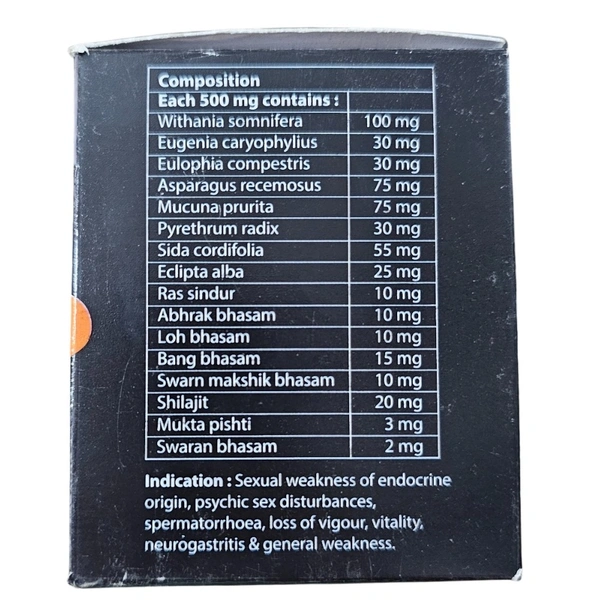 Composition
Each 500 mg contains :
Withania somnifera 100 mg
Eugenia caryophylius 30 mg
Eulophia compestris 30 mg
Asparagus recemosus 75 mg
Mucuna prurita 75 mg
Pyrethrum radix 30 mg
Sida cordifolia 55 mg
Eclipta alba 25 mg
Ras sindur 10 mg
Abhrak bhasam 10 mg
Loh bhasam 10 mg
Bang bhasam 15 mg
Swarn makshik bhasam 10 mg
Shilajit 20 mg
Mukta pishti 3 mg
Swaran bhasam 2 mg
Indication : Sexual weakness of endocrine
origin, psychic sex disturbances,
spermatorrhoea, loss of vigour, vitality,
neurogastritis & general weakness.